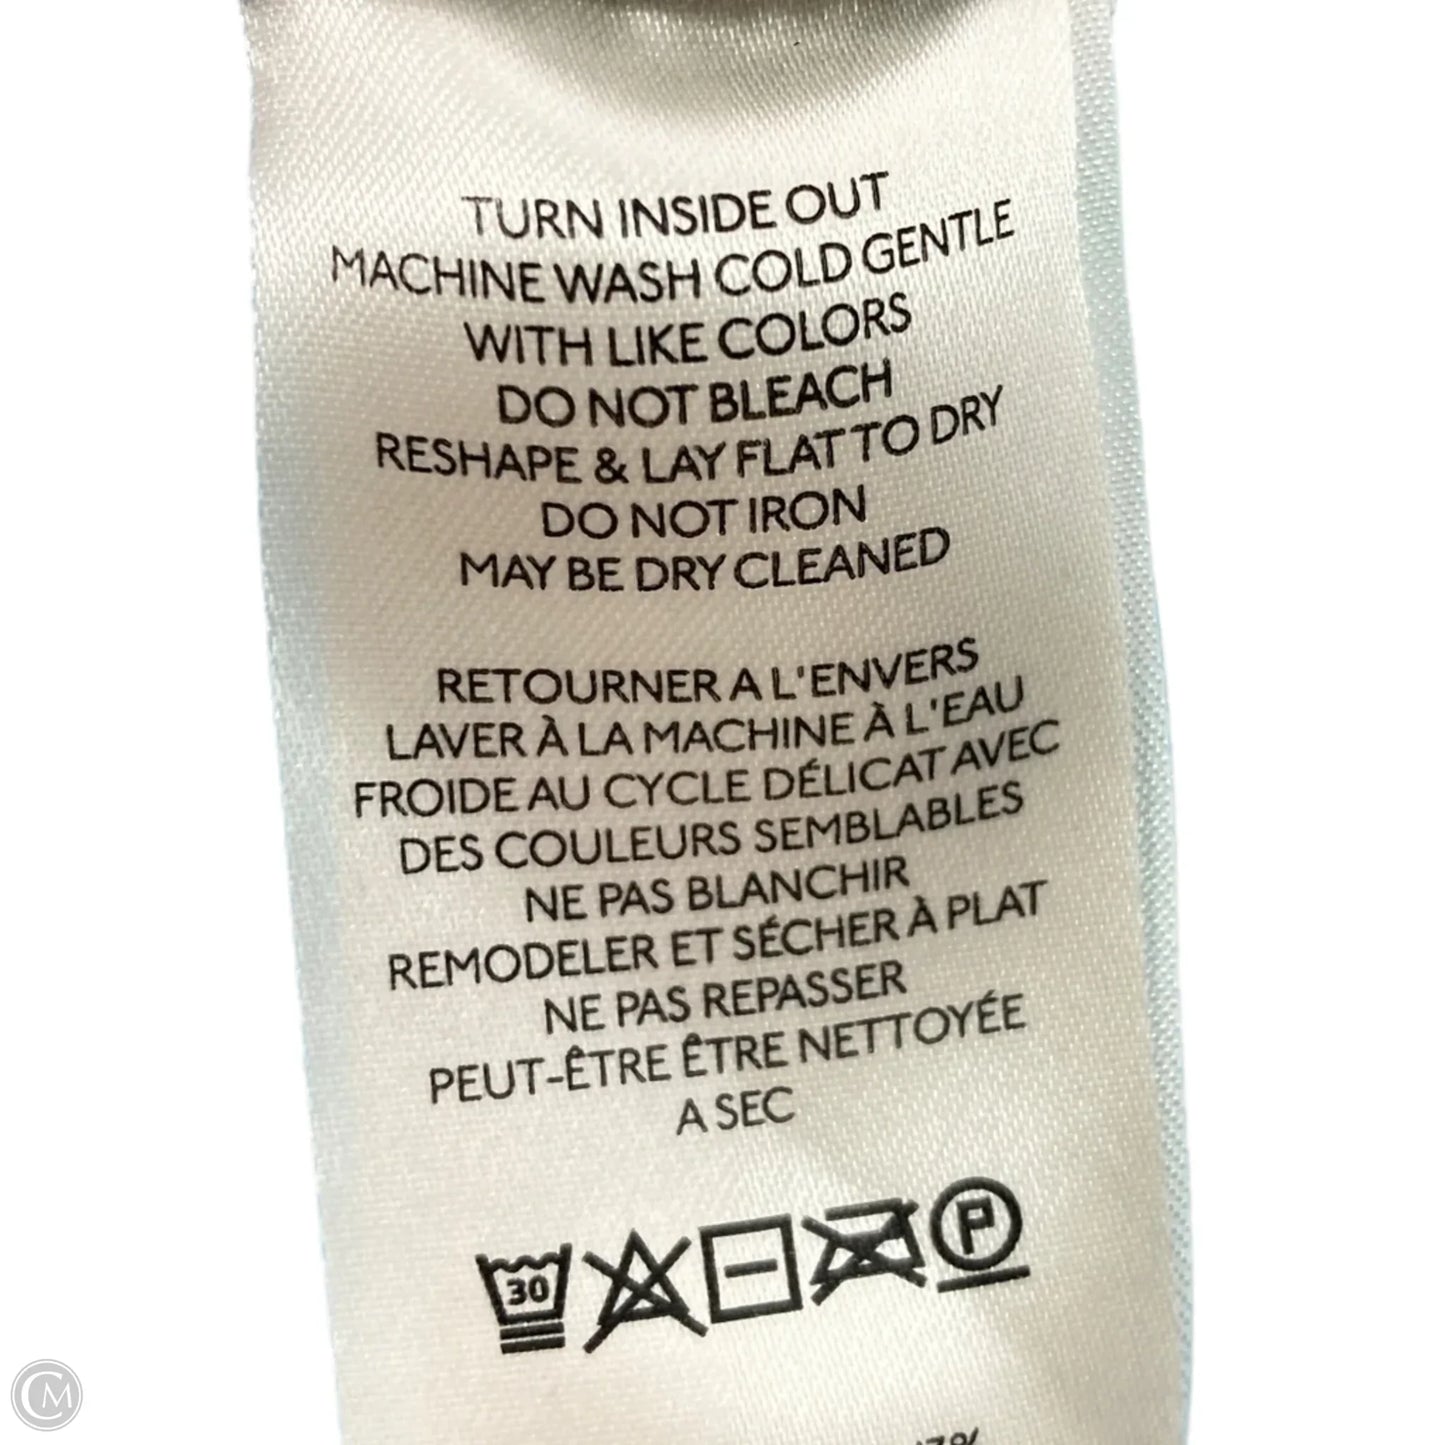 TURN INSIDE OUT
MACHINE WASH COLD GENTLE
WITH LIKE COLORS
DO NOT BLEACH
RESHAPE & LAY FLAT TO DRY
DO NOT IRON
MAY BE DRY CLEANED
RETOURNER A L'ENVERS
LAVER À LA MACHINE À L'EAU
FROIDE AU CYCLE DÉLICAT AVEC
DES COULEURS SEMBLABLES
NE PAS BLANCHIR
REMODELER ET SÉCHER À PLAT
NE PAS REPASSER
PEUT-ÊTRE ÊTRE NETTOYÉE
A SEC
30 P
CM